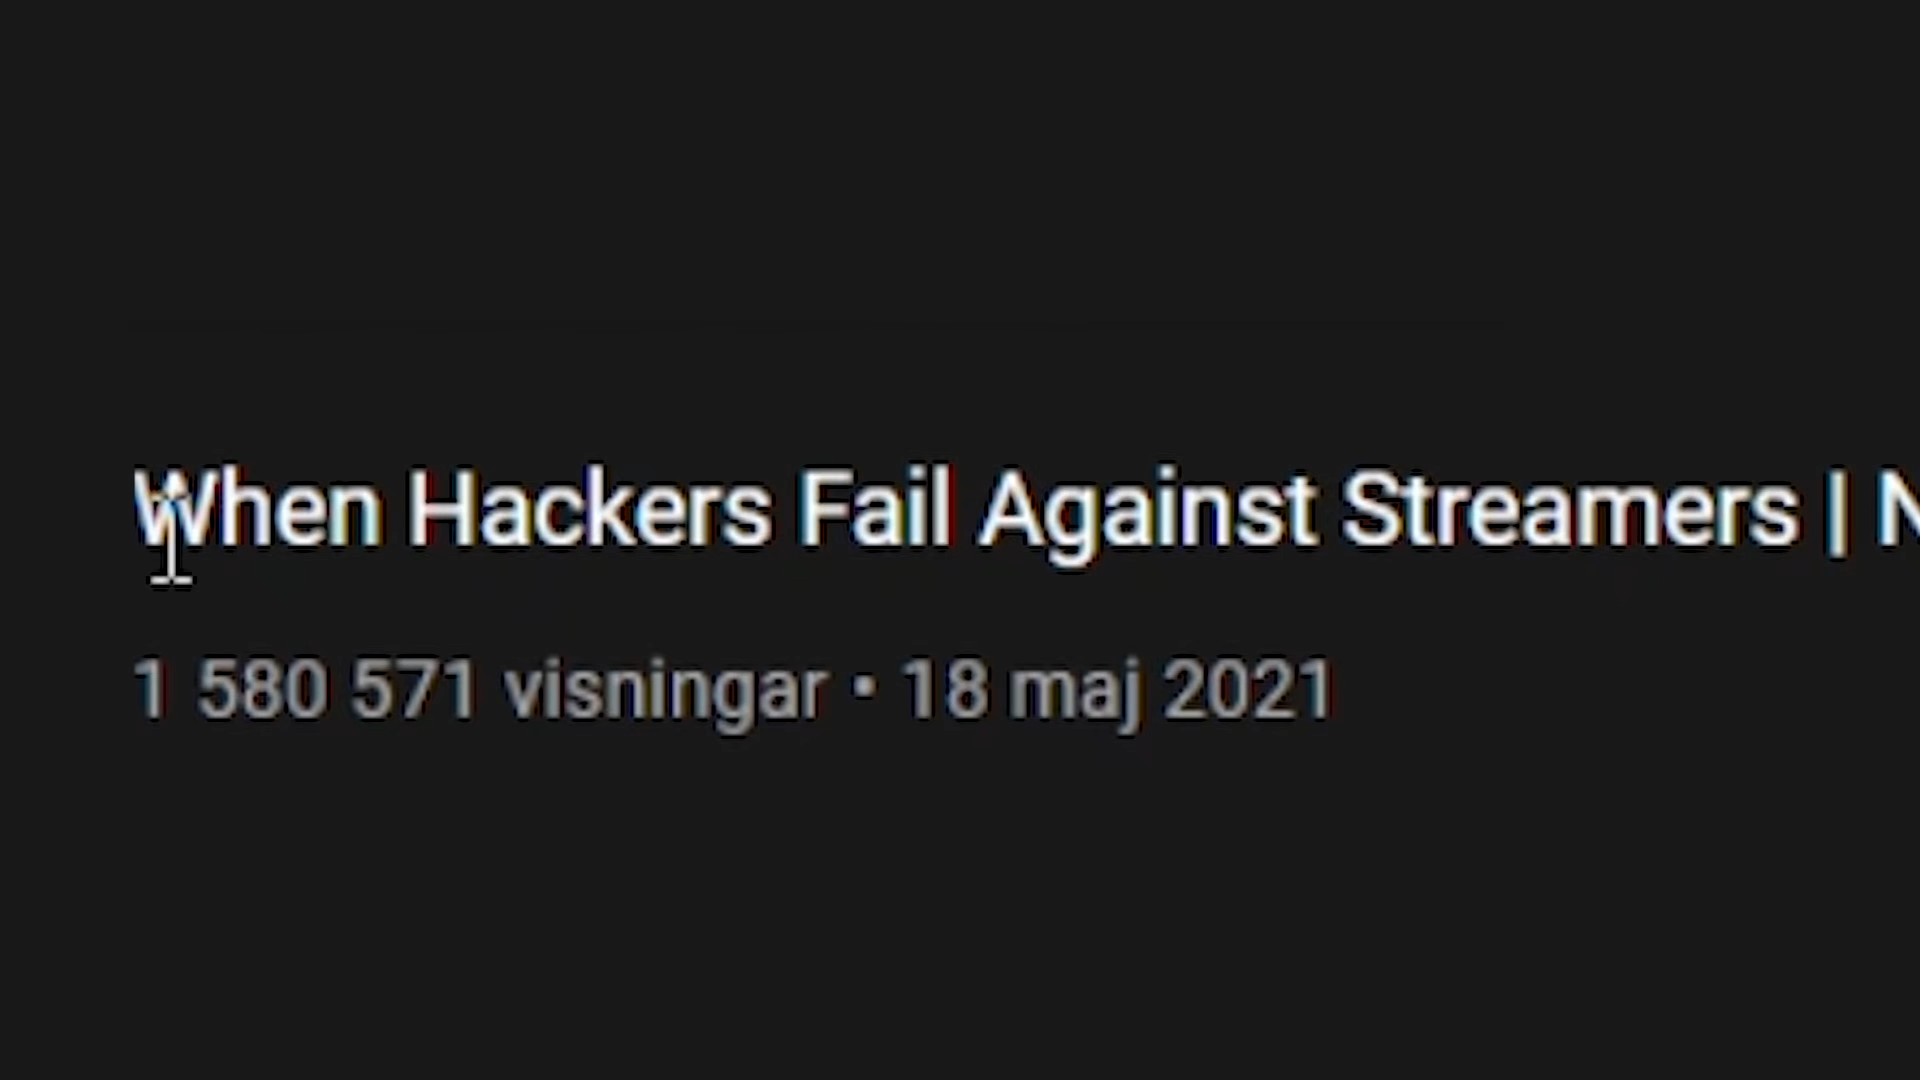 When Hackers Fail Against Streamers |
1 580 571 visningar • 18 maj 2021